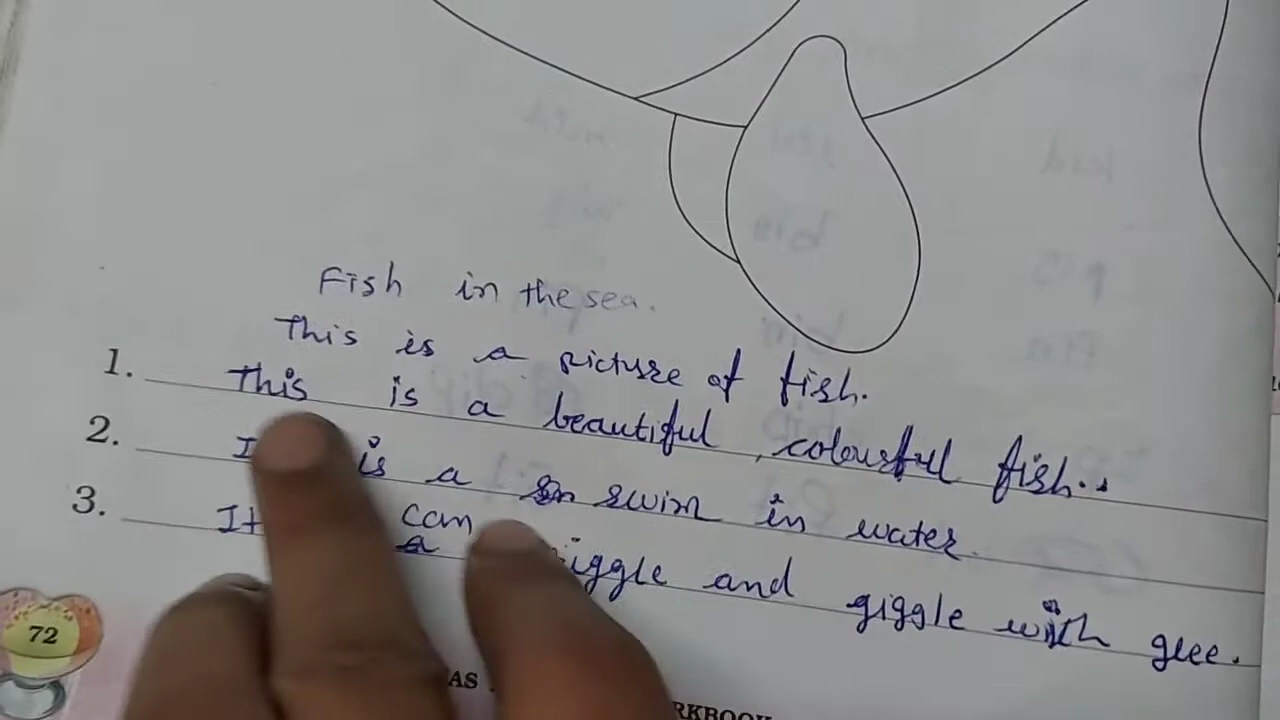 Fish in the sea.
This is a picture of fish.
1. This is a beautiful, colourful fish..
2. is a swim in water.
3. It can and giggle with glee.
72
AS